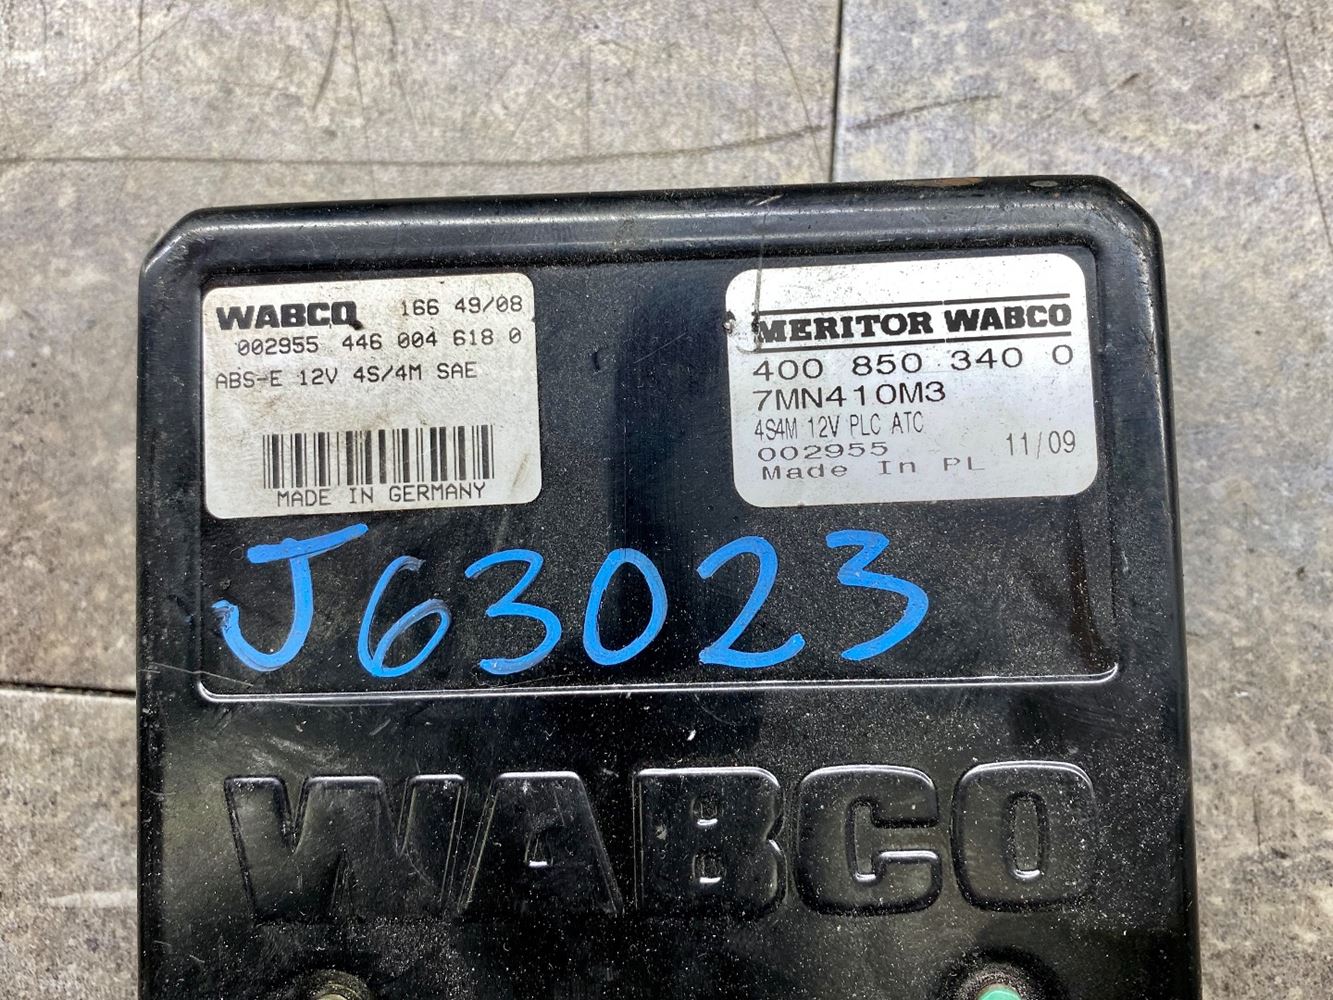 WABCO 166 49/08
002955 446 004 618 0
ABS-E 12V 4S/4M SAE
MADE IN GERMANY
MERITOR WABCO
400 850 340 0
7MN410M3
4S4M 12V PLC ATC
002955 11/09
Made In PL
J63023
WABCO